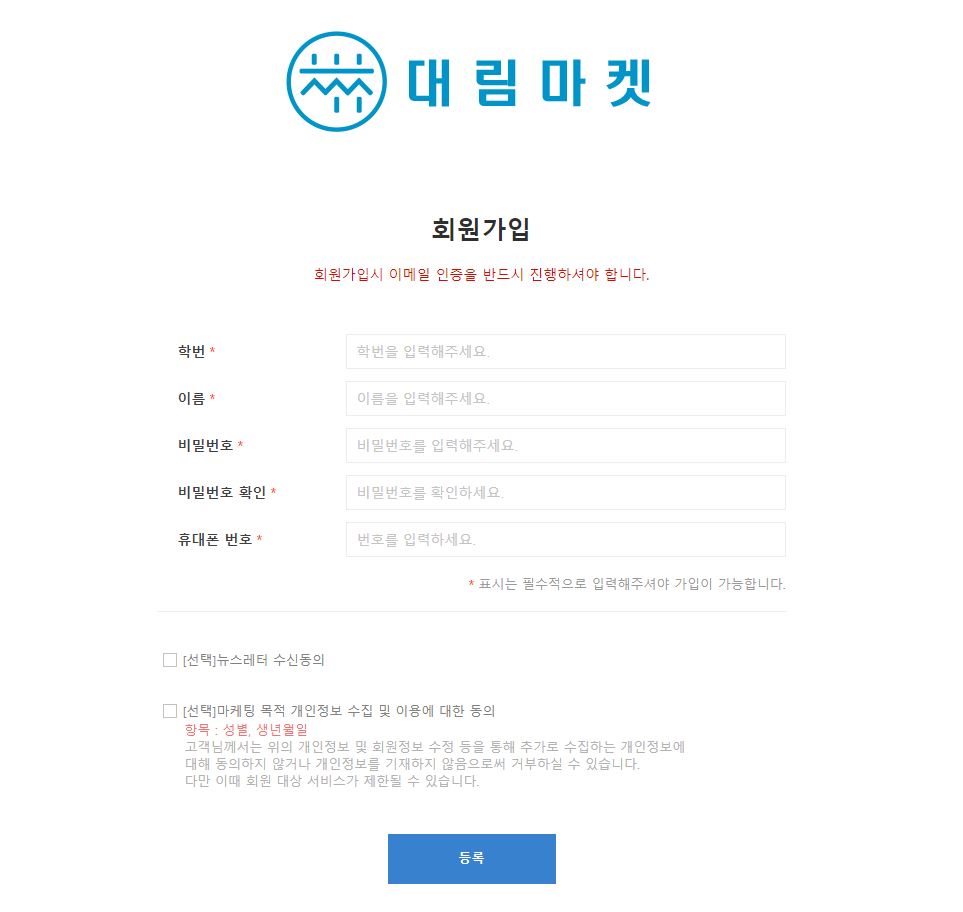 대림마켓
회원가입
회원가입시 이메일 인증을 반드시 진행하셔야 합니다.
학번 * 학번을 입력해주세요.
이름 * 이름을 입력해주세요.
비밀번호 * 비밀번호를 입력해주세요.
비밀번호 확인 * 비밀번호를 확인하세요.
휴대폰 번호 * 번호를 입력하세요.
* 표시는 필수적으로 입력해주셔야 가입이 가능합니다.
[선택]뉴스레터 수신동의
[선택]마케팅 목적 개인정보 수집 및 이용에 대한 동의
항목 : 성별, 생년월일
고객님께서는 위의 개인정보 및 회원정보 수정 등을 통해 추가로 수집하는 개인정보에
대해 동의하지 않거나 개인정보를 기재하지 않음으로써 거부하실 수 있습니다.
다만 이때 회원 대상 서비스가 제한될 수 있습니다.
등록